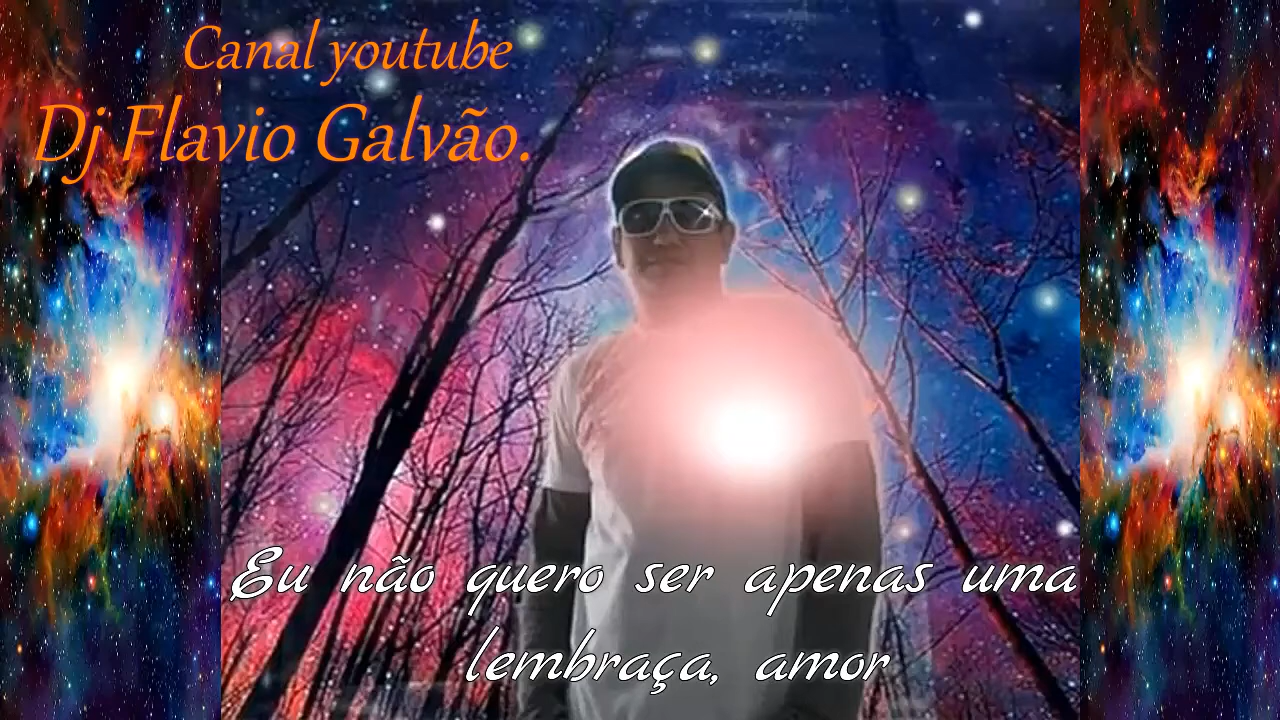 Canal youtube
Dj Flavio Galvão.
Eu não quero ser apenas uma
lembraça, amor